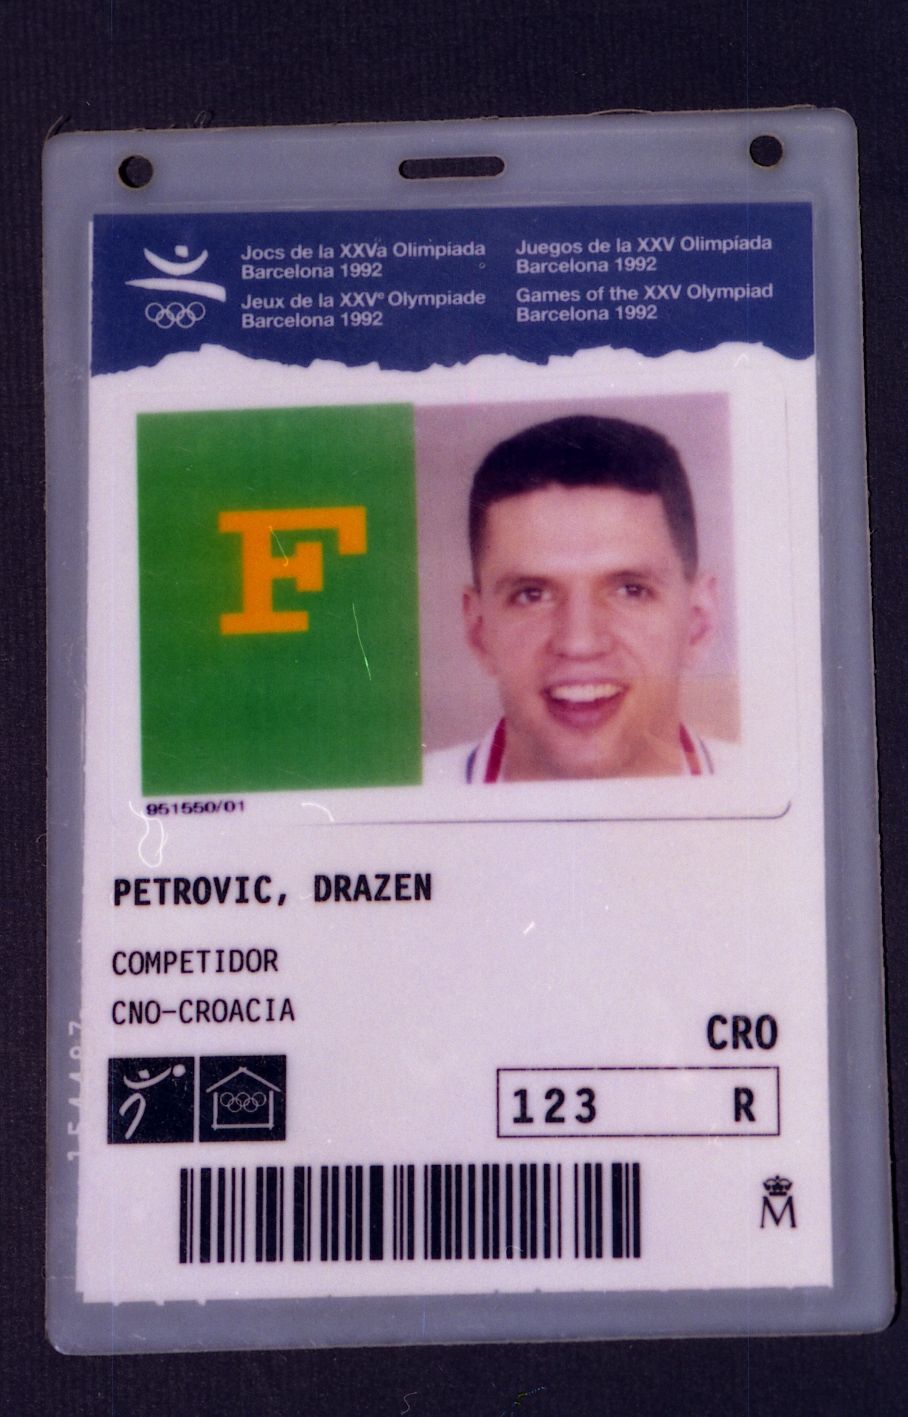 Jocs de la XXVa Olimpíada
Barcelona 1992
Jeux de la XXVᵉ Olympiade
Barcelona 1992
Juegos de la XXV Olimpíada
Barcelona 1992
Games of the XXV Olympiad
Barcelona 1992
F
951550/01
PETROVIC, DRAZEN
COMPETIDOR
CNO-CROACIA
CRO
123 R
M